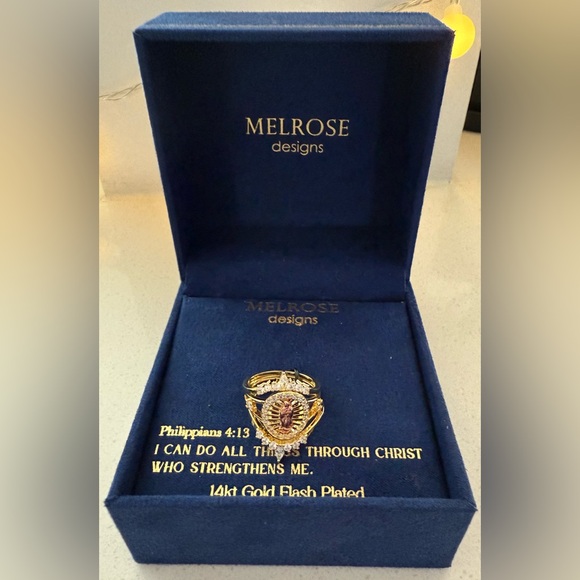 MELROSE
designs
MELROSE
designs
Philippians 4:13
I CAN DO ALL THINGS THROUGH CHRIST
WHO STRENGTHENS ME.
14kt Gold Flash Plated